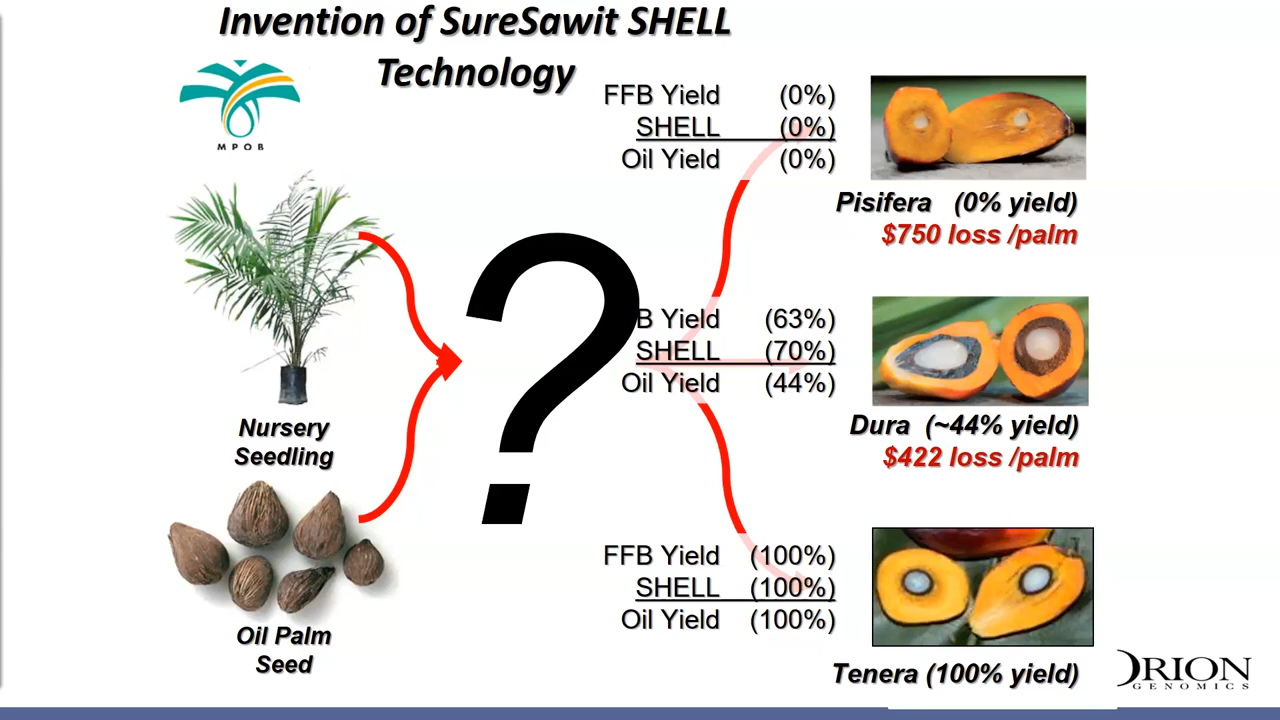 Invention of SureSawit SHELL
Technology
MPOB
FFB Yield (0%)
SHELL (0%)
Oil Yield (0%)
Pisifera (0% yield)
$750 loss /palm
Nursery
Seedling
B Yield (63%)
SHELL (70%)
Oil Yield (44%)
Dura (~44% yield)
$422 loss /palm
Oil Palm
Seed
FFB Yield (100%)
SHELL (100%)
Oil Yield (100%)
Tenera (100% yield)
?
ORION
GENOMICS